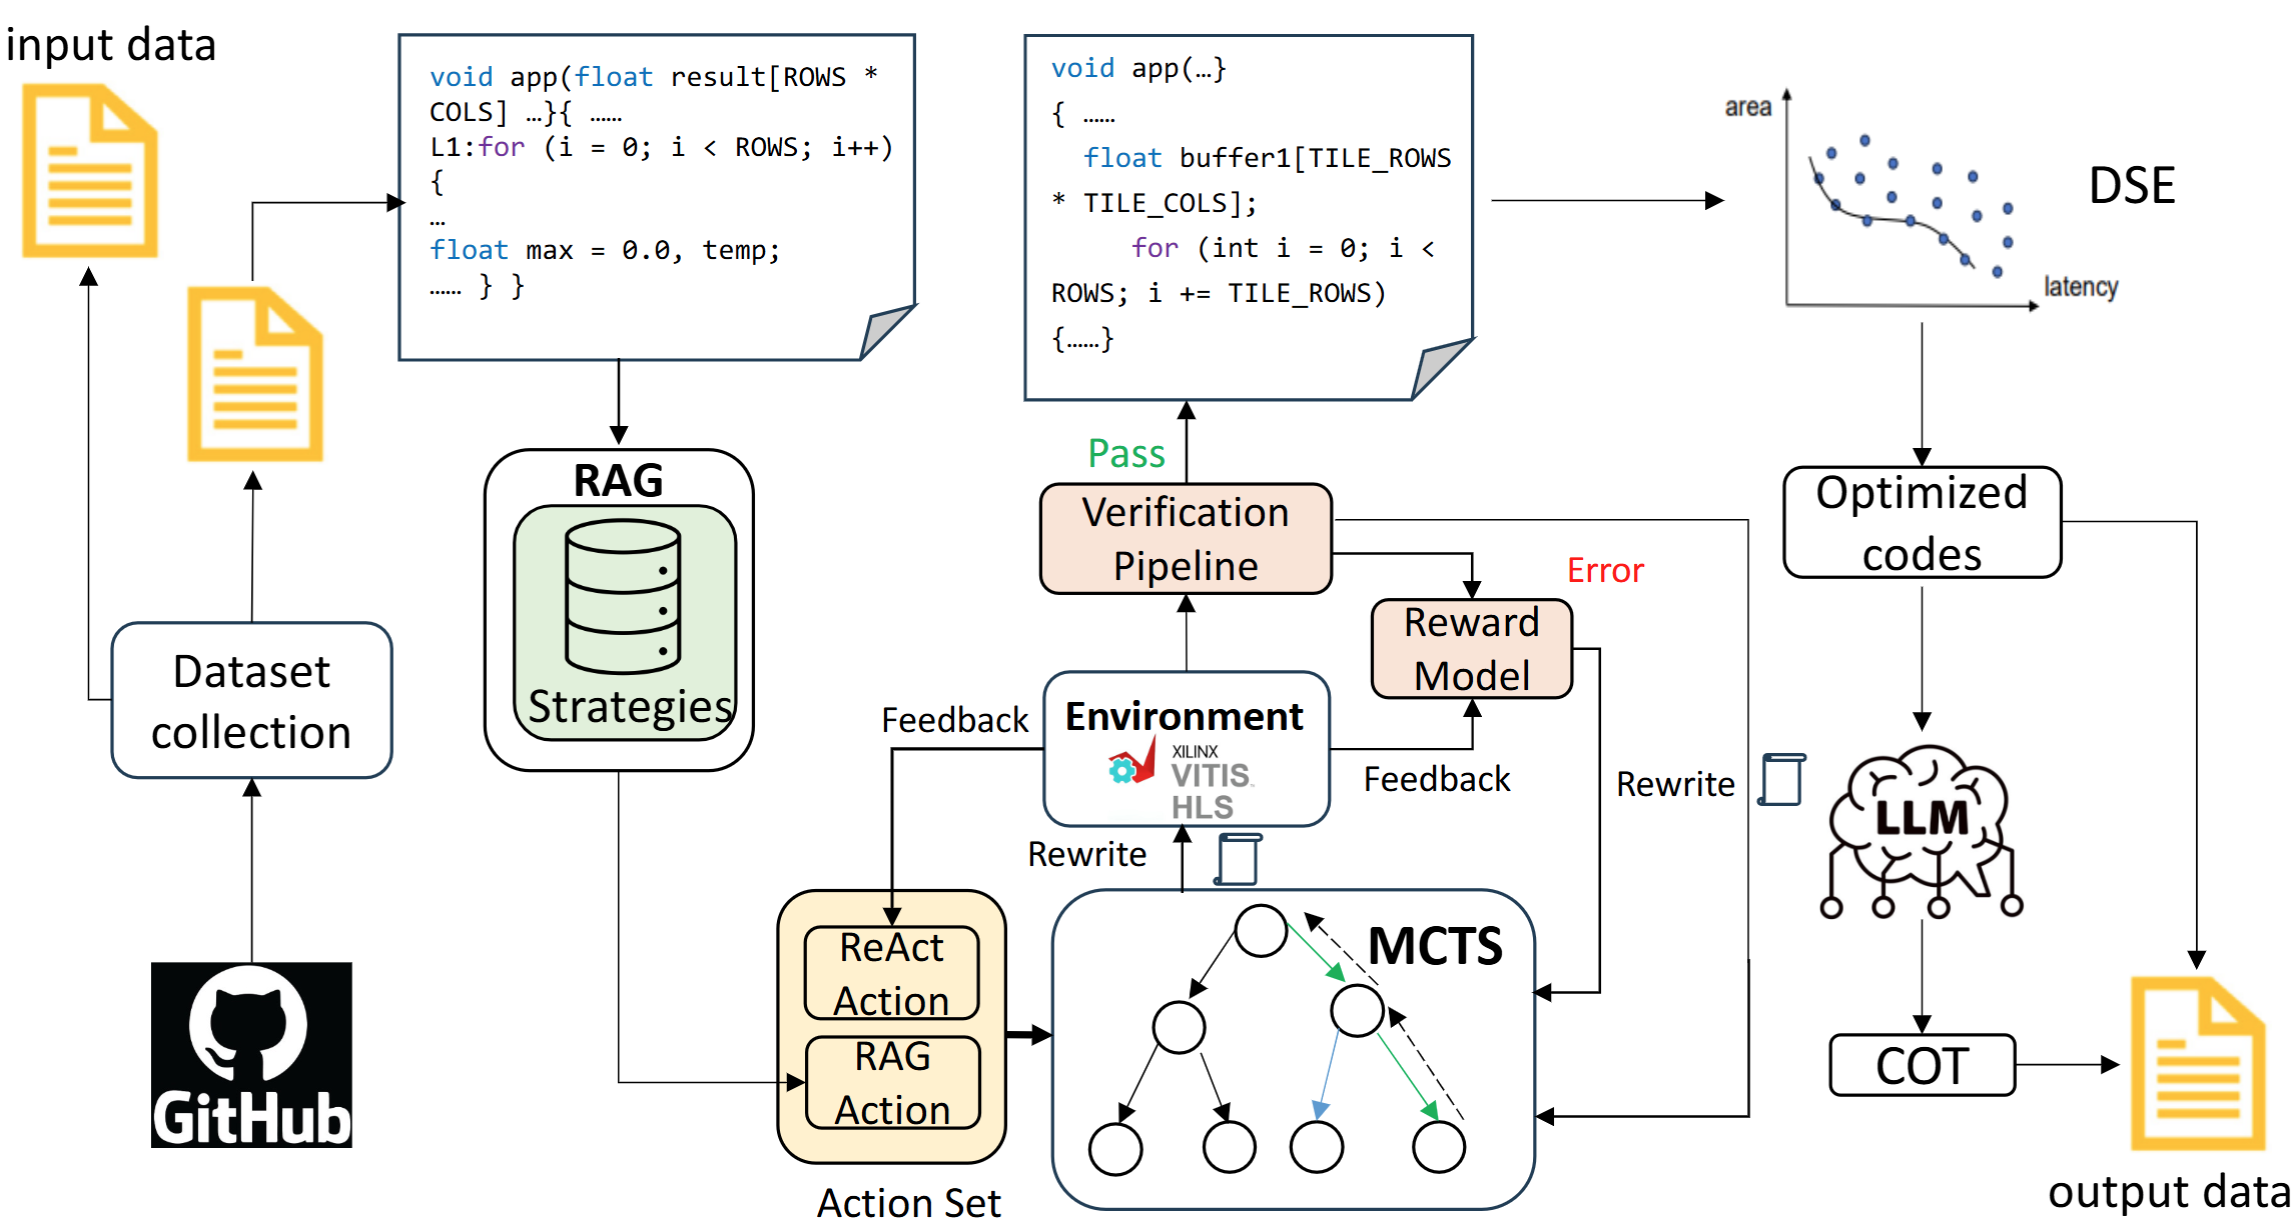 input data
void app(float result[ROWS *
COLS] …}{ ……
L1:for (i = 0; i < ROWS; i++)
{
…
float max = 0.0, temp;
…… } }
void app(…}
{ ……
float buffer1[TILE_ROWS
* TILE_COLS];
for (int i = 0; i <
ROWS; i += TILE_ROWS)
{……}
area
latency
DSE
RAG
Strategies
Pass
Verification
Pipeline
Error
Optimized
codes
Reward
Model
Dataset
collection
Feedback
Environment
XILINX
VITIS™
HLS
Feedback
Rewrite
Rewrite
LLM
ReAct
Action
RAG
Action
Action Set
MCTS
GitHub
COT
output data